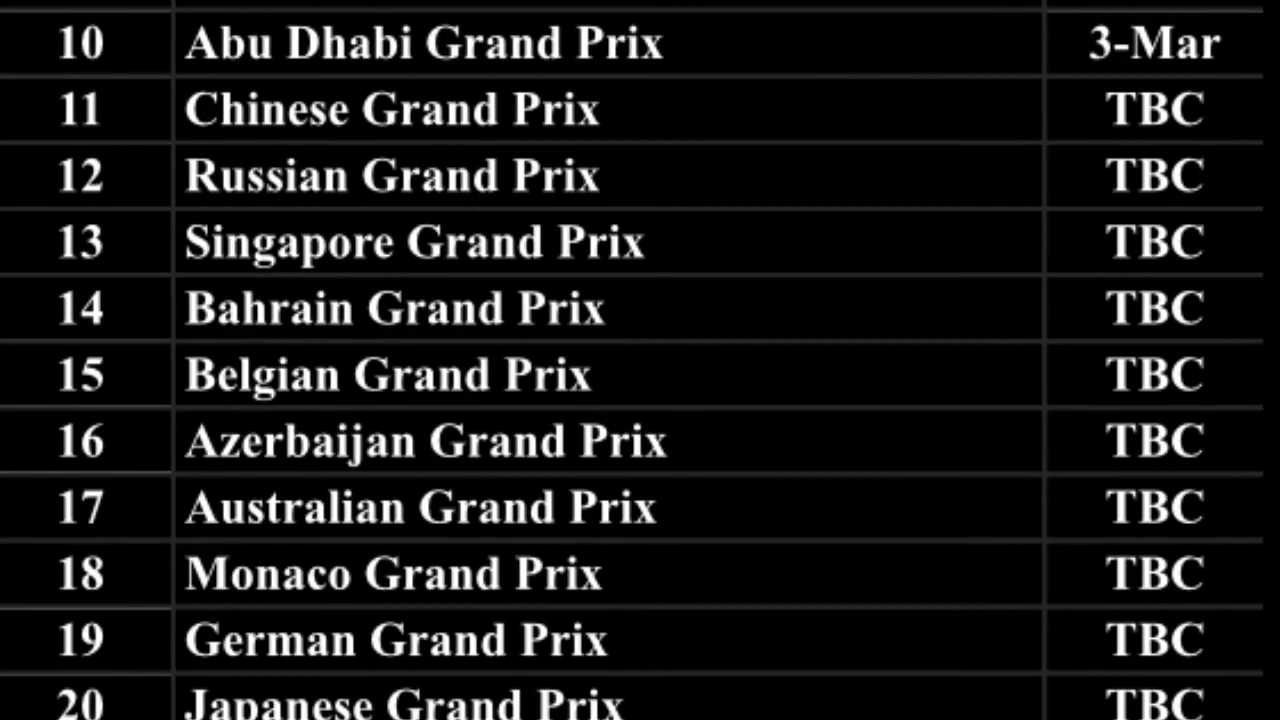 10 Abu Dhabi Grand Prix 3-Mar
11 Chinese Grand Prix TBC
12 Russian Grand Prix TBC
13 Singapore Grand Prix TBC
14 Bahrain Grand Prix TBC
15 Belgian Grand Prix TBC
16 Azerbaijan Grand Prix TBC
17 Australian Grand Prix TBC
18 Monaco Grand Prix TBC
19 German Grand Prix TBC
20 Japanese Grand Prix TBC